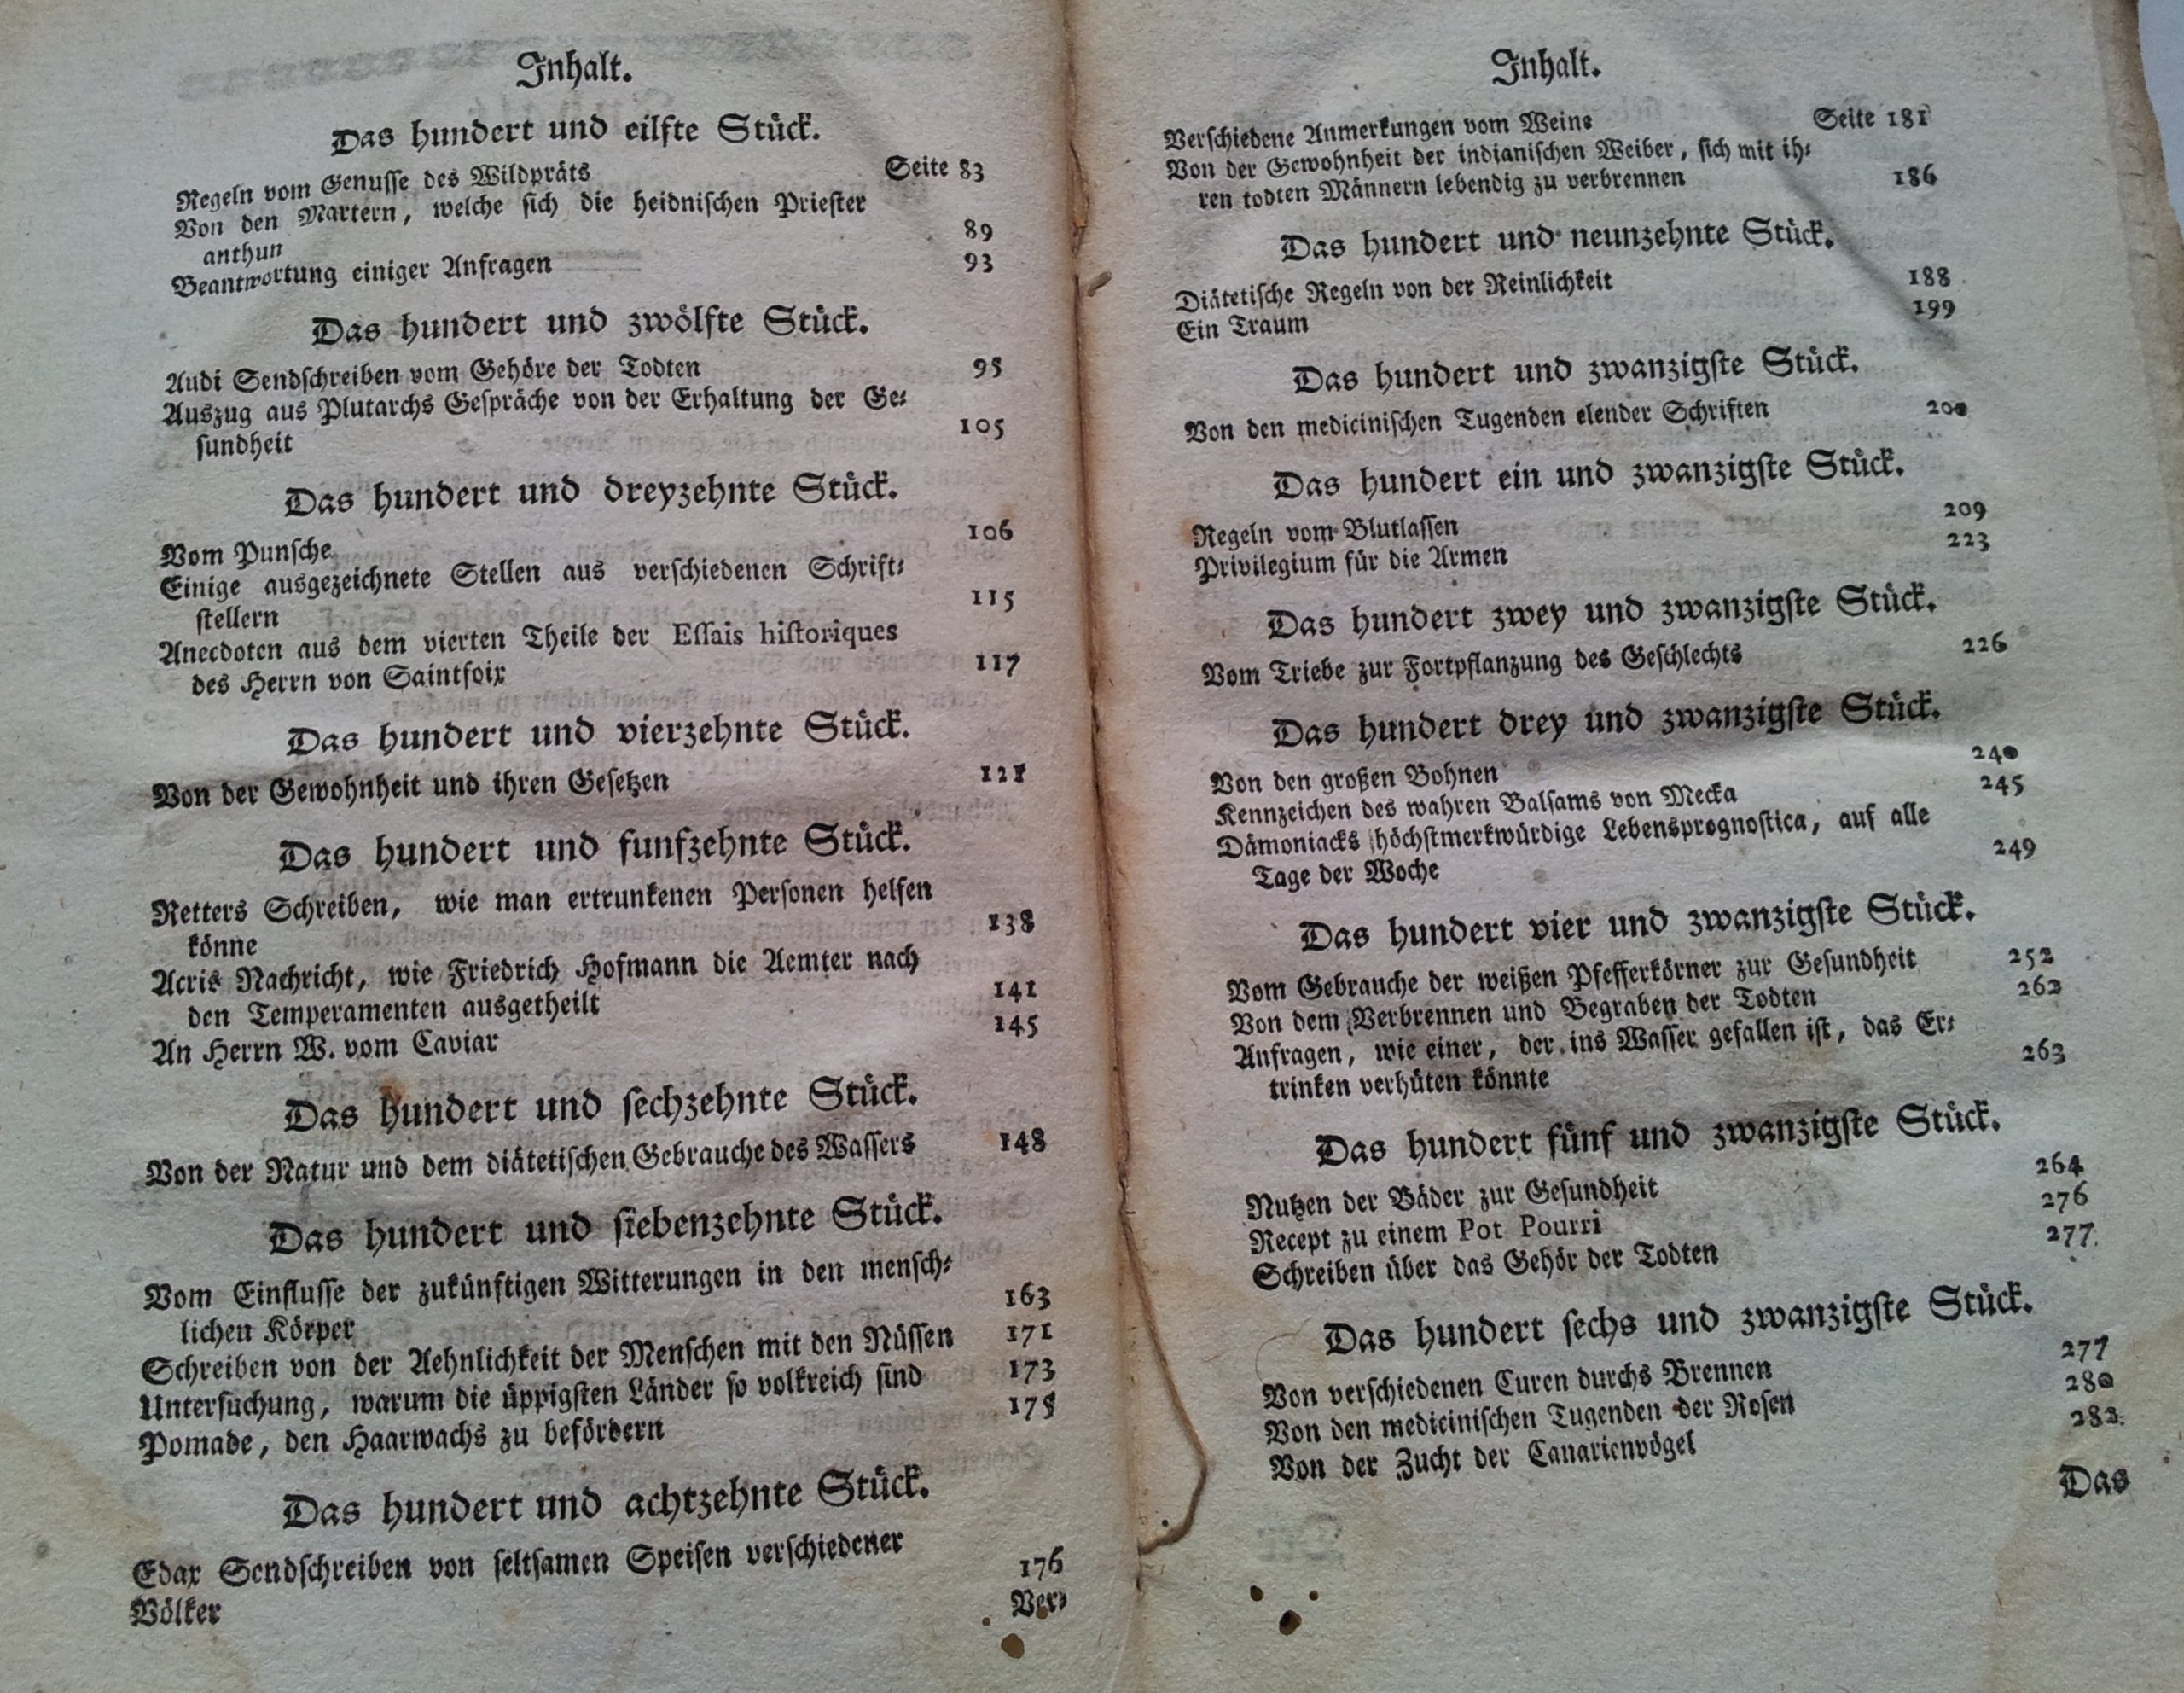 Inhalt.
Das hundert und eilfte Stück.
Regeln vom Genusse des Wildpräts Seite 83
Von den Martern, welche sich die heidnischen Priester
anthun 89
Beantwortung einiger Anfragen 93
Das hundert und zwölfte Stück.
Audi Sendschreiben vom Gehöre der Todten 95
Auszug aus Plutarchs Gespräche von der Erhaltung der Ge-
sundheit 105
Das hundert und dreyzehnte Stück.
Vom Punsche 106
Einige ausgezeichnete Stellen aus verschiedenen Schrift-
stellern 115
Anecdoten aus dem vierten Theile der Essais historiques
des Herrn von Saintfoix 117
Das hundert und vierzehnte Stück.
Von der Gewohnheit und ihren Gesetzen 121
Das hundert und funfzehnte Stück.
Retters Schreiben, wie man ertrunkenen Personen helfen
könne 138
Acris Nachricht, wie Friedrich Hofmann die Aemter nach
den Temperamenten ausgetheilt 141
An Herrn W. vom Caviar 145
Das hundert und sechzehnte Stück.
Von der Natur und dem diätetischen Gebrauche des Wassers 148
Das hundert und siebenzehnte Stück.
Vom Einflusse der zukünftigen Witterungen in den mensch-
lichen Körper 163
Schreiben von der Aehnlichkeit der Menschen mit den Nüssen 171
Untersuchung, warum die üppigsten Länder so volkreich sind 173
Pomade, den Haarwachs zu befördern 175
Das hundert und achtzehnte Stück.
Edax Sendschreiben von seltsamen Speisen verschiedener
Völker 176
Ver-
Inhalt.
Verschiedene Anmerkungen vom Weine Seite 181
Von der Gewohnheit der indianischen Weiber, sich mit ih-
ren todten Männern lebendig zu verbrennen 186
Das hundert und neunzehnte Stück.
Diätetische Regeln von der Reinlichkeit 188
Ein Traum 199
Das hundert und zwanzigste Stück.
Von den medicinischen Tugenden elender Schriften 200
Das hundert ein und zwanzigste Stück.
Regeln vom Blutlassen 209
Privilegium für die Armen 223
Das hundert zwey und zwanzigste Stück.
Vom Triebe zur Fortpflanzung des Geschlechts 226
Das hundert drey und zwanzigste Stück.
Von den großen Bohnen 240
Kennzeichen des wahren Balsams von Mecka 245
Dämoniacks höchstmerkwürdige Lebensprognostica, auf alle
Tage der Woche 249
Das hundert vier und zwanzigste Stück.
Vom Gebrauche der weißen Pfefferkörner zur Gesundheit 252
Von dem Verbrennen und Begraben der Todten 262
Anfragen, wie einer, der ins Wasser gefallen ist, das Er-
trinken verhüten könnte 263
Das hundert fünf und zwanzigste Stück.
Nutzen der Bäder zur Gesundheit 264
Recept zu einem Pot Pourri 276
Schreiben über das Gehör der Todten 277
Das hundert sechs und zwanzigste Stück.
Von verschiedenen Curen durchs Brennen 277
Von den medicinischen Tugenden der Rosen 280
Von der Zucht der Canarienvögel 282
Das